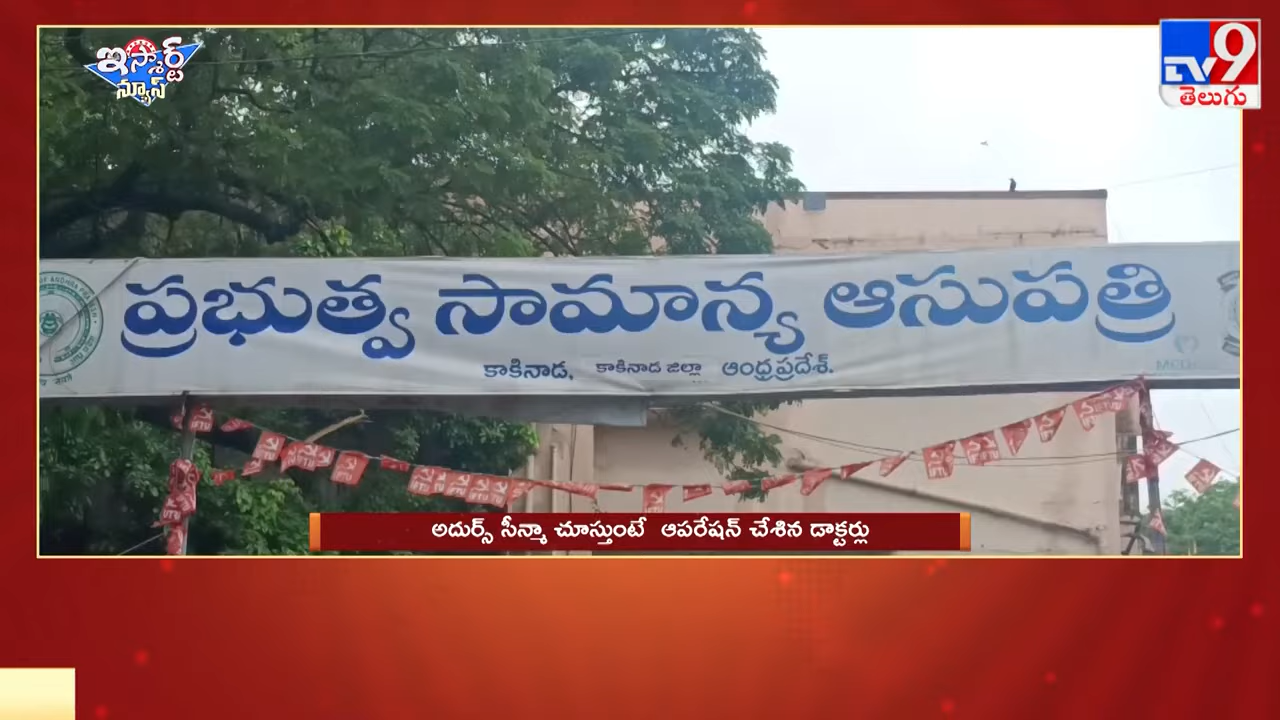 ఇస్మార్ట్
న్యూస్
TV9
తెలుగు
ప్రభుత్వ సామాన్య ఆసుపత్రి
కాకినాడ, కాకినాడ జిల్లా ఆంధ్రప్రదేశ్.
అదుర్స్ సీన్మా చూస్తుంటే ఆపరేషన్ చేశిన డాక్టర్లు